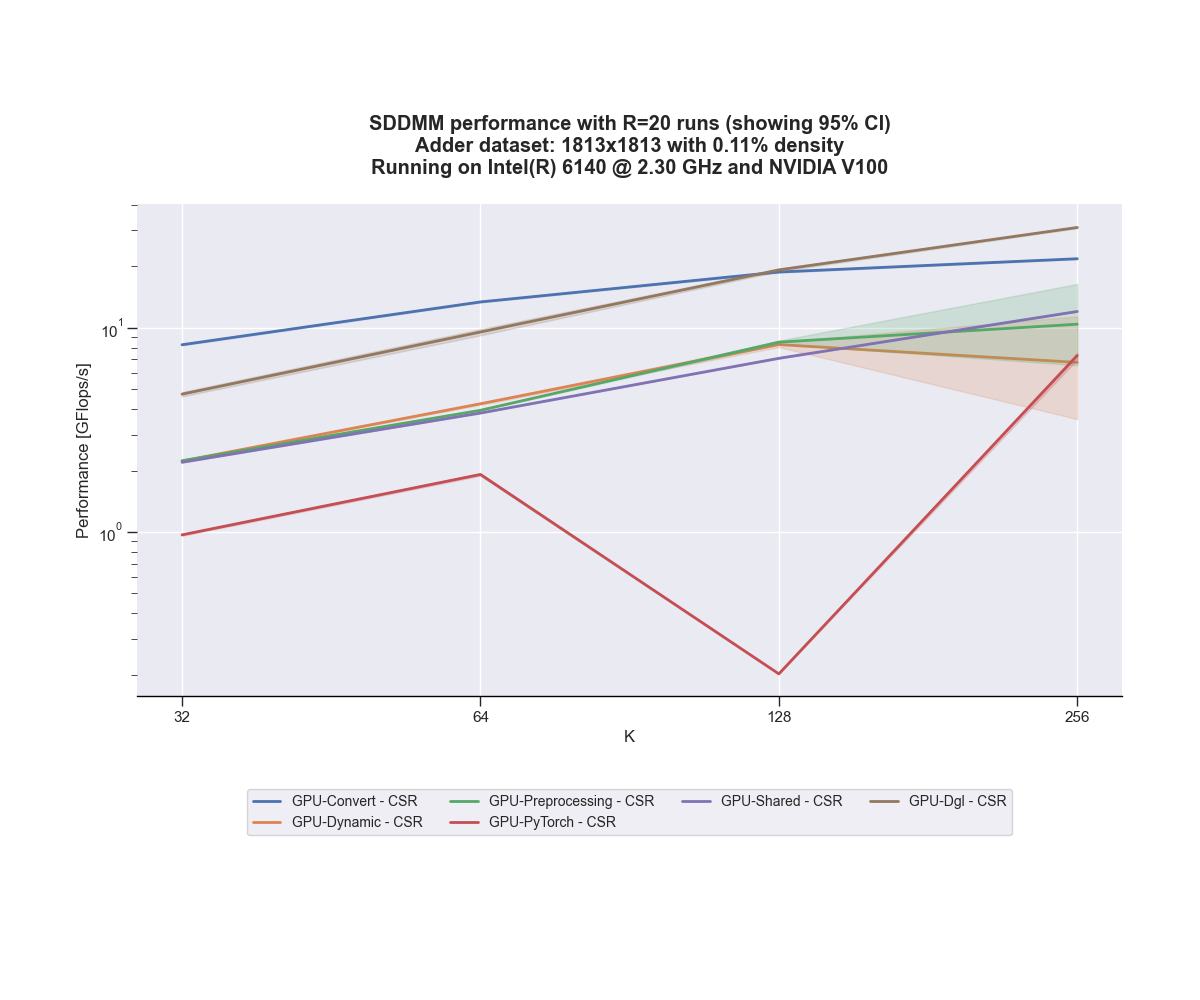 SDDMM performance with R=20 runs (showing 95% CI)
Adder dataset: 1813x1813 with 0.11% density
Running on Intel(R) 6140 @ 2.30 GHz and NVIDIA V100
Performance [GFlops/s]
10^1
10^0
32 64 128 256
K
GPU-Convert - CSR GPU-Preprocessing - CSR GPU-Shared - CSR GPU-Dgl - CSR
GPU-Dynamic - CSR GPU-PyTorch - CSR